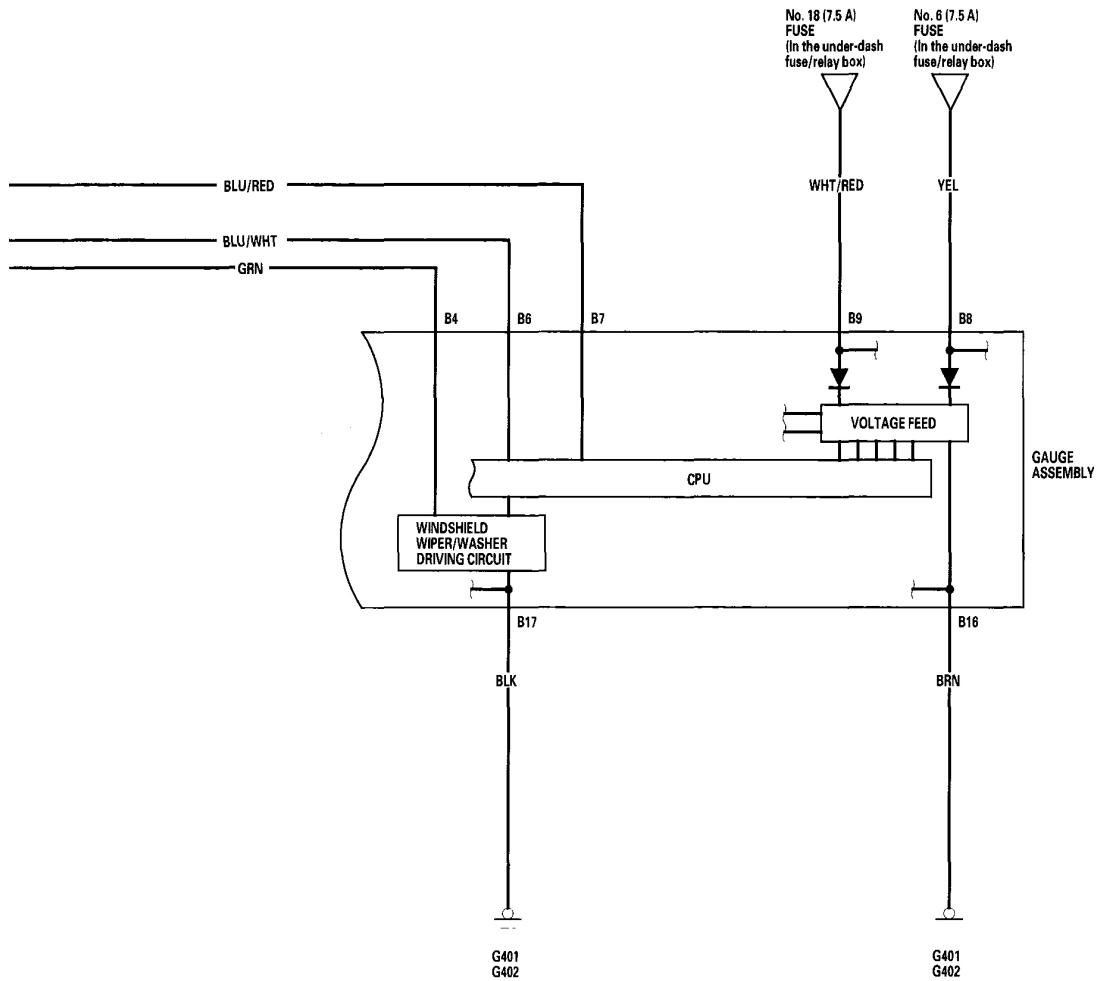 No. 18 (7.5 A)
FUSE
(In the under-dash
fuse/relay box)
No. 6 (7.5 A)
FUSE
(In the under-dash
fuse/relay box)
BLU/RED
WHT/RED
YEL
BLU/WHT
GRN
B4
B6
B7
B9
B8
VOLTAGE FEED
GAUGE
ASSEMBLY
CPU
WINDSHIELD
WIPER/WASHER
DRIVING CIRCUIT
B17
B16
BLK
BRN
G401
G402
G401
G402